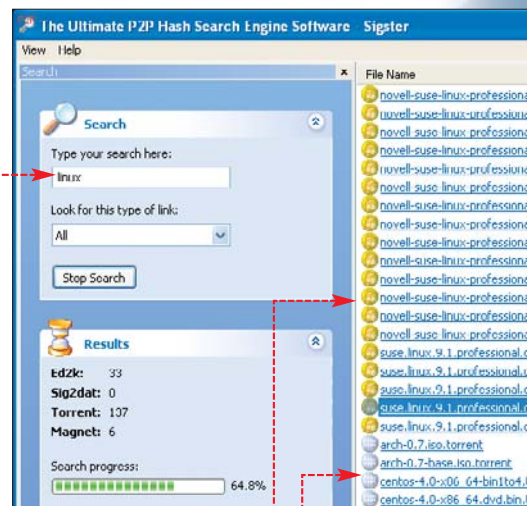 The Ultimate P2P Hash Search Engine Software Sigster
View Help
Search
File Name
Search
Type your search here:
linux
Look for this type of link:
All
Stop Search
Results
Ed2k: 33
Sig2dat: 0
Torrent: 137
Magnet: 6
Search progress:
64.8%
novell-suse-linux-professiona
novell-suse-linux-professiona
novell suse linux professiona
novell-suse-linux-professiona
novell-suse-linux-professiona
novell suse linux professiona
novell-suse-linux-professiona
novell-suse-linux-professiona
novell-suse-linux-professiona
novell-suse-linux-professiona
novell suse linux professiona
novell-suse-linux-professiona
novell-suse-linux-professiona
novell suse linux professiona
suse.linux.9.1.professional.c
suse.linux.9.1.professional.c
suse.linux.9.1.professional.c
suse.linux.9.1.professional.c
suse.linux.9.1.professional.c
arch-0.7.iso.torrent
arch-0.7-base.iso.torrent
centos-4.0-x86_64-bin1to4.
centos-4.0-x86_64.dvd.bin.